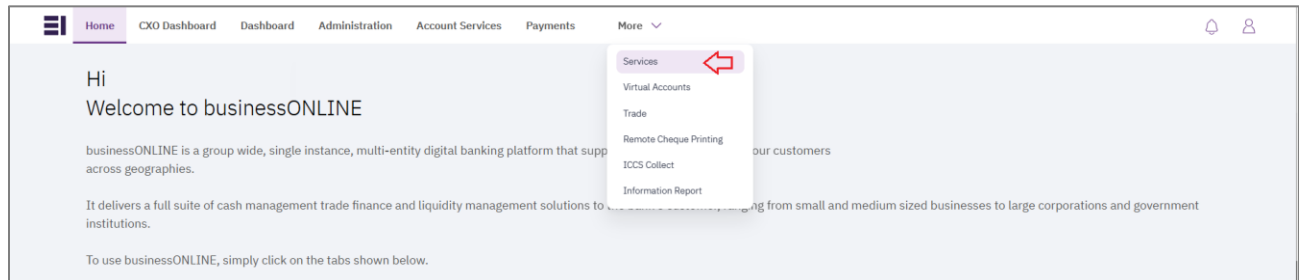 EI Home CXO Dashboard Dashboard Administration Account Services Payments More
Services
Virtual Accounts
Trade
Remote Cheque Printing
ICCS Collect
Information Report
Hi
Welcome to businessONLINE
businessONLINE is a group wide, single instance, multi-entity digital banking platform that supp our customers
across geographies.
It delivers a full suite of cash management trade finance and liquidity management solutions to ranging from small and medium sized businesses to large corporations and government
institutions.
To use businessONLINE, simply click on the tabs shown below.